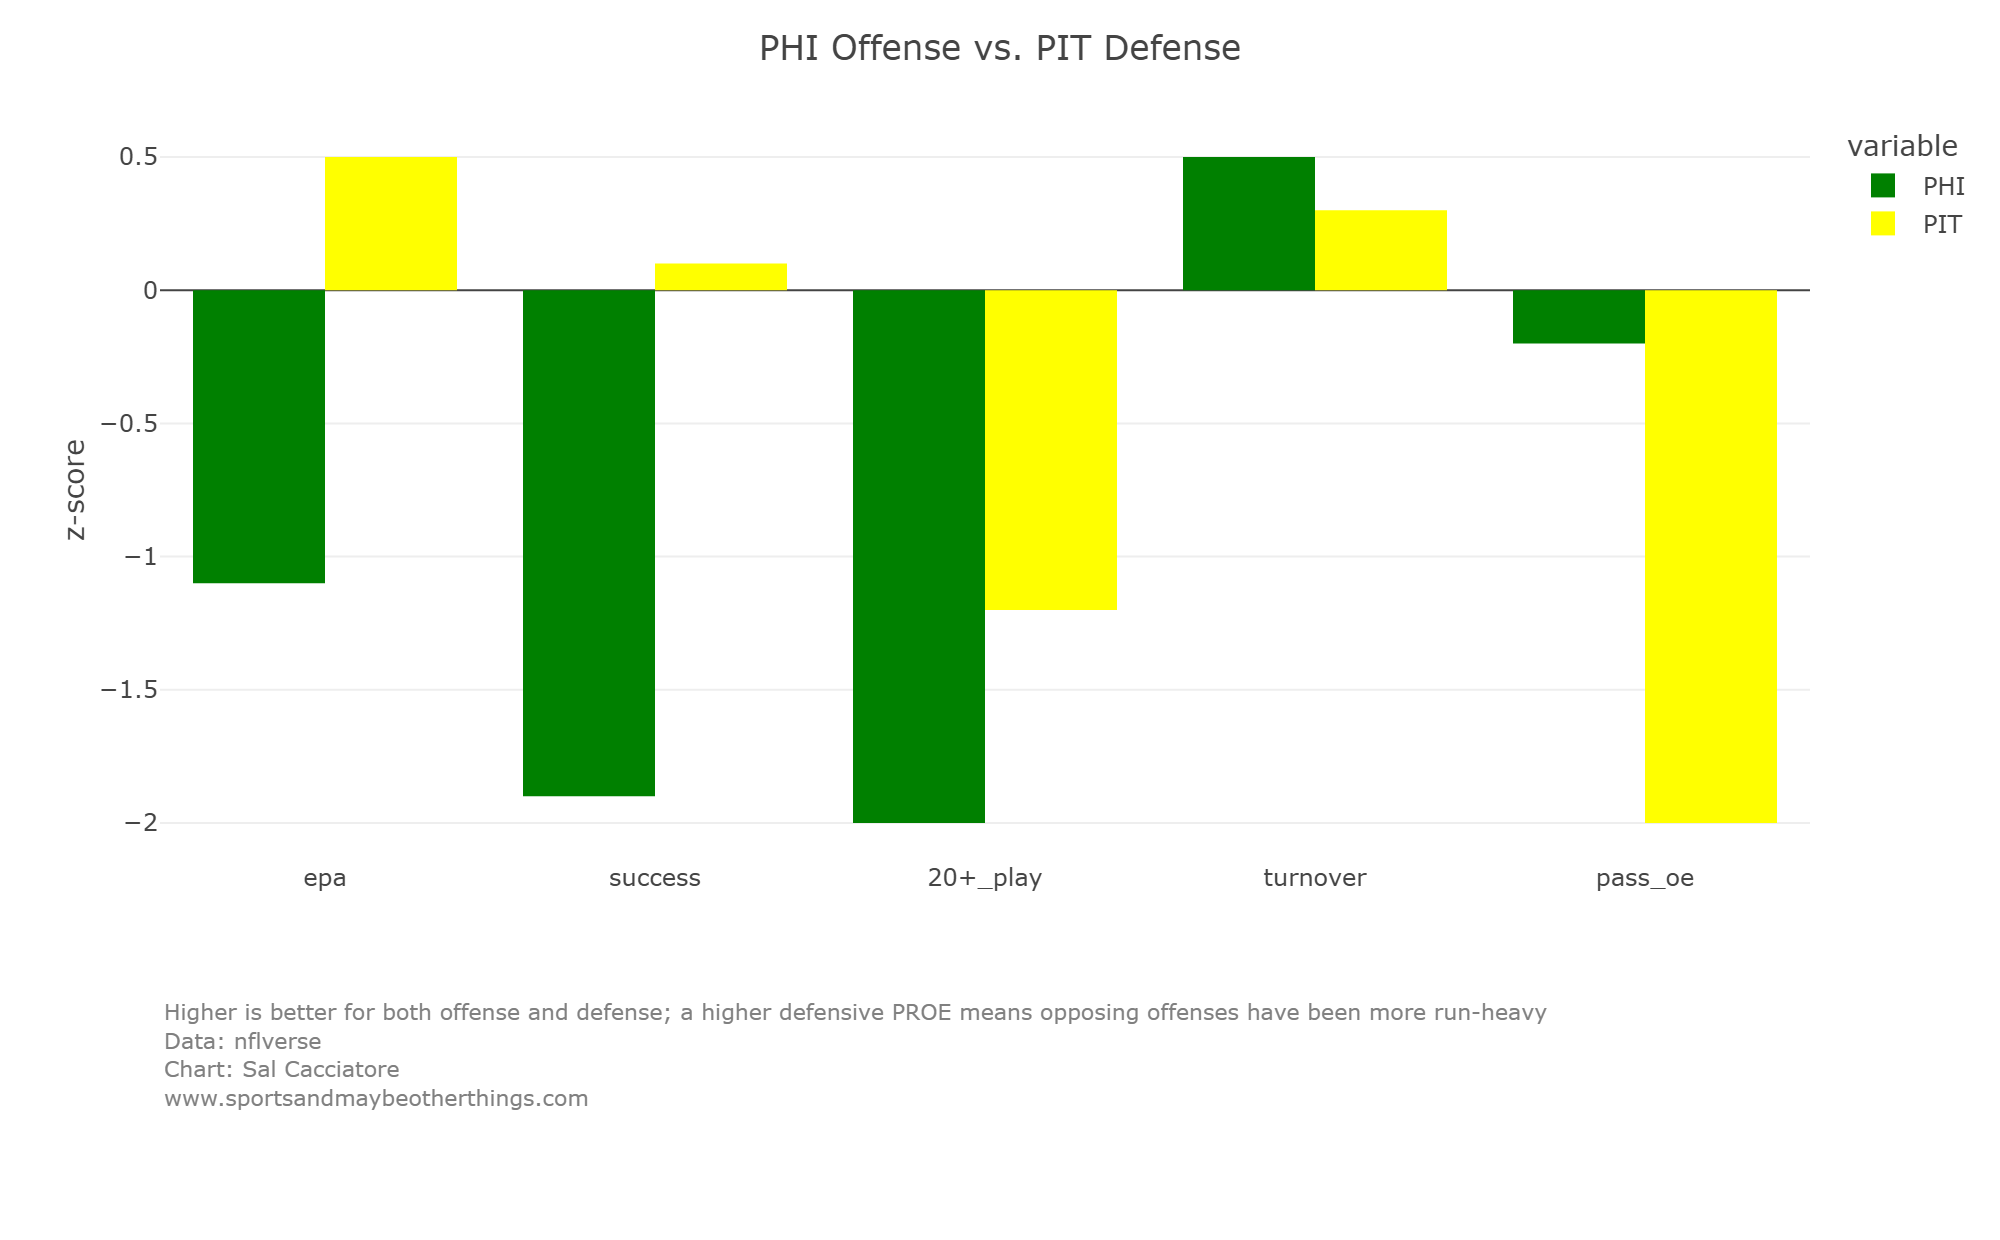 PHI Offense vs. PIT Defense
variable
PHI
PIT
0.5
0
−0.5
−1
−1.5
−2
z-score
epa
success
20+_play
turnover
pass_oe
Higher is better for both offense and defense; a higher defensive PROE means opposing offenses have been more run-heavy
Data: nflverse
Chart: Sal Cacciatore
www.sportsandmaybeotherthings.com